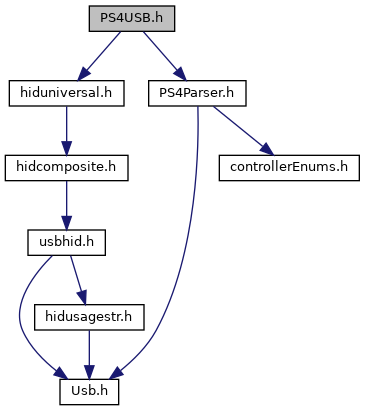 PS4USB.h
hiduniversal.h
PS4Parser.h
hidcomposite.h
controllerEnums.h
usbhid.h
hidusagestr.h
Usb.h